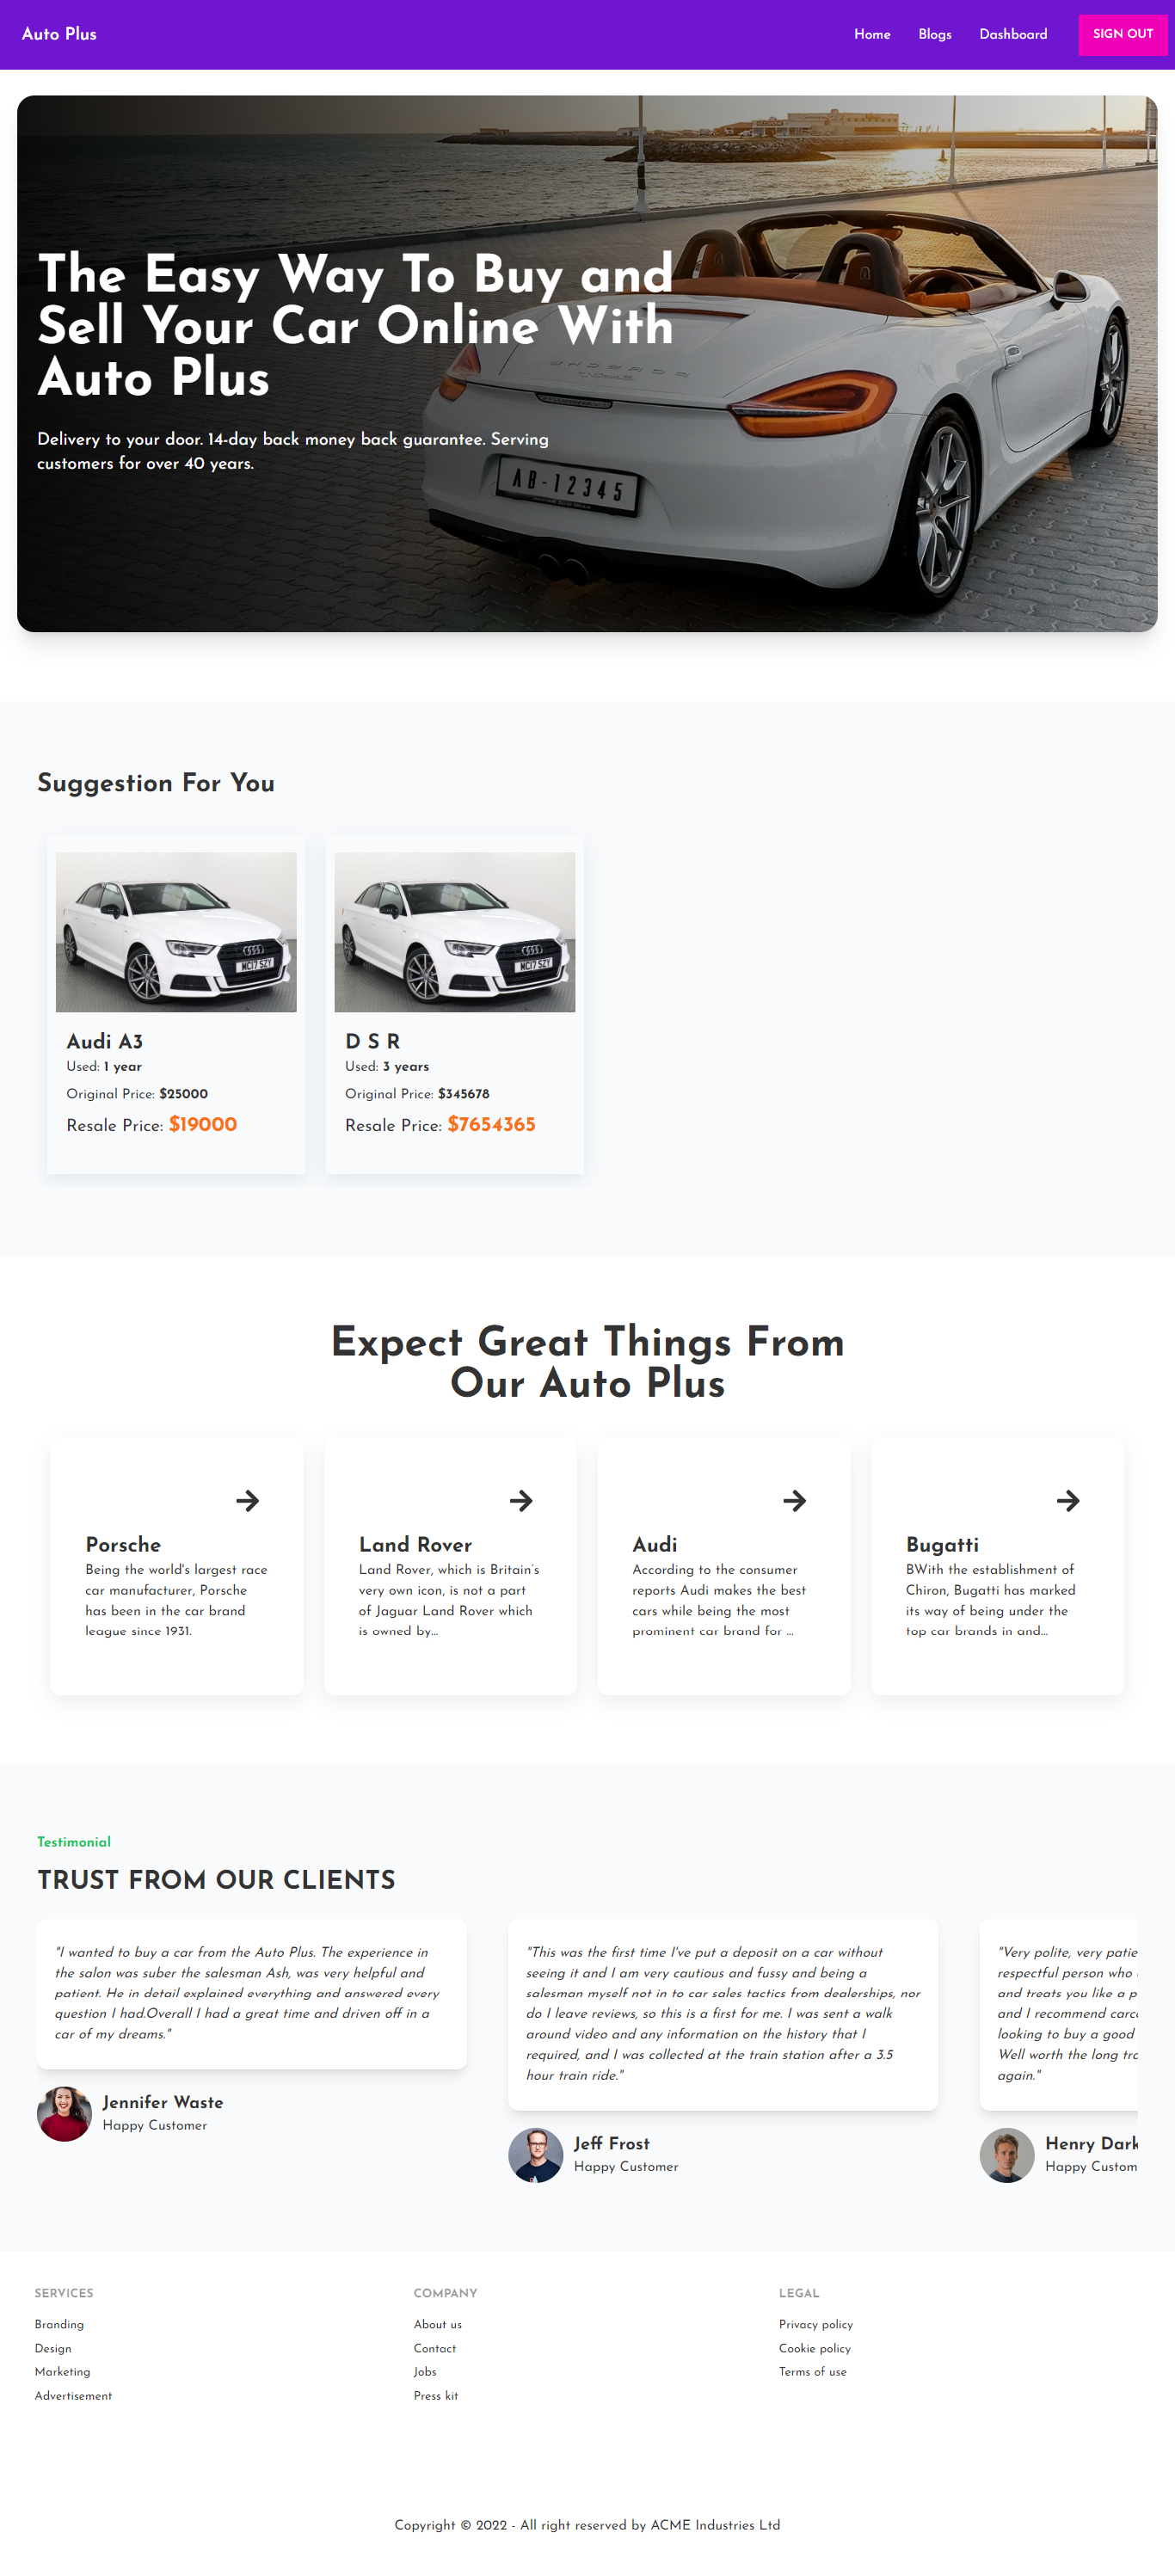 Auto Plus
Home
Blogs
Dashboard
SIGN OUT
The Easy Way To Buy and
Sell Your Car Online With
Auto Plus
Delivery to your door. 14-day back money back guarantee. Serving
customers for over 40 years.
AB-12345
Suggestion For You
MC17 SZY
MC17 SZY
Audi A3
Used: 1 year
Original Price: $25000
Resale Price: $19000
D S R
Used: 3 years
Original Price: $345678
Resale Price: $7654365
Expect Great Things From
Our Auto Plus
Porsche
Being the world's largest race
car manufacturer, Porsche
has been in the car brand
league since 1931.
Land Rover
Land Rover, which is Britain's
very own icon, is not a part
of Jaguar Land Rover which
is owned by...
Audi
According to the consumer
reports Audi makes the best
cars while being the most
prominent car brand for ...
Bugatti
BWith the establishment of
Chiron, Bugatti has marked
its way of being under the
top car brands in and...
Testimonial
TRUST FROM OUR CLIENTS
"I wanted to buy a car from the Auto Plus. The experience in
the salon was suber the salesman Ash, was very helpful and
patient. He in detail explained everything and answered every
question I had.Overall I had a great time and driven off in a
car of my dreams."
Jennifer Waste
Happy Customer
"This was the first time I've put a deposit on a car without
seeing it and I am very cautious and fussy and being a
salesman myself not in to car sales tactics from dealerships, nor
do I leave reviews, so this is a first for me. I was sent a walk
around video and any information on the history that I
required, and I was collected at the train station after a 3.5
hour train ride."
Jeff Frost
Happy Customer
"Very polite, very patie
respectful person who
and treats you like a p
and I recommend carc
looking to buy a good
Well worth the long tra
again."
Henry Dark
Happy Custom
SERVICES
Branding
Design
Marketing
Advertisement
COMPANY
About us
Contact
Jobs
Press kit
LEGAL
Privacy policy
Cookie policy
Terms of use
Copyright © 2022 - All right reserved by ACME Industries Ltd